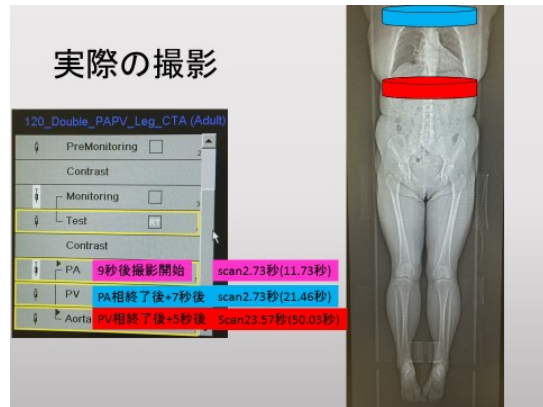 実際の撮影
120_Double_PAPV_Leg_CTA (Adult)
PreMonitoring
Contrast
Monitoring
Test
Contrast
PA 9秒後撮影開始 scan2.73秒(11.73秒)
PV PA相終了後+7秒後 scan2.73秒(21.46秒)
Aorta PV相終了後+5秒後 Scan23.57秒(50.03秒)